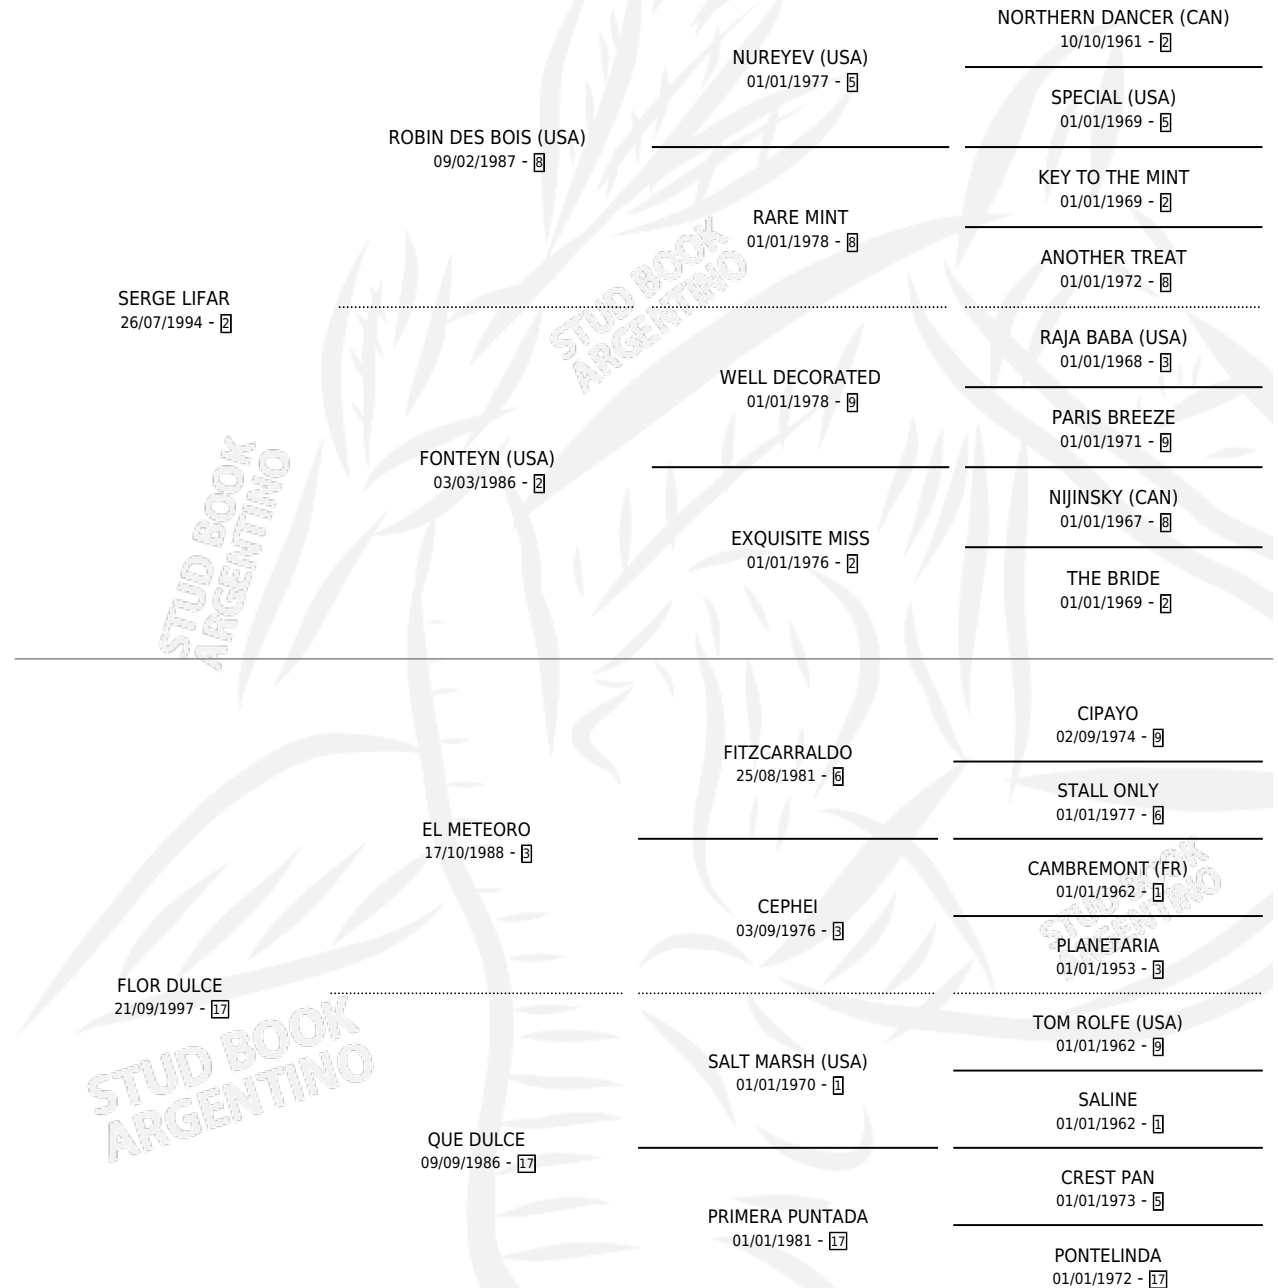 NORTHERN DANCER (CAN)
10/10/1961 - 2
NUREYEV (USA)
01/01/1977 - 5
SPECIAL (USA)
01/01/1969 - 5
ROBIN DES BOIS (USA)
09/02/1987 - 8
KEY TO THE MINT
01/01/1969 - 2
RARE MINT
01/01/1978 - 8
ANOTHER TREAT
01/01/1972 - 8
SERGE LIFAR
26/07/1994 - 2
STUD BOOK
ARGENTINO
RAJA BABA (USA)
01/01/1968 - 3
WELL DECORATED
01/01/1978 - 9
PARIS BREEZE
01/01/1971 - 9
FONTEYN (USA)
03/03/1986 - 2
NIJINSKY (CAN)
01/01/1967 - 8
EXQUISITE MISS
01/01/1976 - 2
THE BRIDE
01/01/1969 - 2
STUD BOOK
ARGENTINO
CIPAYO
02/09/1974 - 9
FITZCARRALDO
25/08/1981 - 6
STALL ONLY
01/01/1977 - 6
EL METEORO
17/10/1988 - 3
CAMBREMONT (FR)
01/01/1962 - 1
CEPHEI
03/09/1976 - 3
STUD BOOK
ARGENTINO
PLANETARIA
01/01/1953 - 3
FLOR DULCE
21/09/1997 - 17
STUD BOOK
ARGENTINO
TOM ROLFE (USA)
01/01/1962 - 9
SALT MARSH (USA)
01/01/1970 - 1
SALINE
01/01/1962 - 1
QUE DULCE
09/09/1986 - 17
CREST PAN
01/01/1973 - 5
PRIMERA PUNTADA
01/01/1981 - 17
PONTELINDA
01/01/1972 - 17